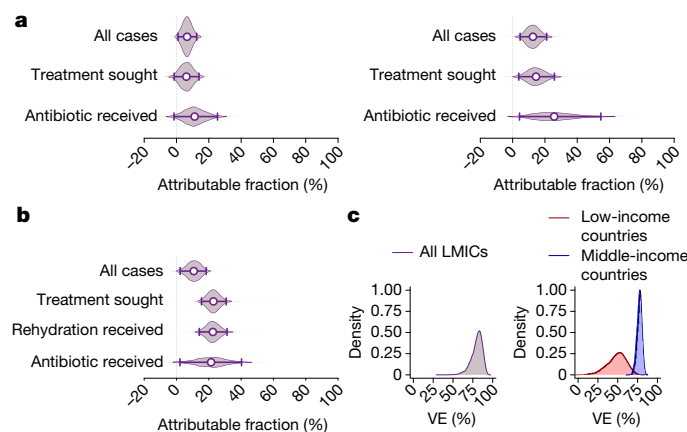 a
All cases
Treatment sought
Antibiotic received
−20 0 20 40 60 80 100
Attributable fraction (%)
All cases
Treatment sought
Antibiotic received
−20 0 20 40 60 80 100
Attributable fraction (%)
b
All cases
Treatment sought
Rehydration received
Antibiotic received
−20 0 20 40 60 80 100
Attributable fraction (%)
c
All LMICs
Density
1.00
0.75
0.50
0.25
0
0 25 50 75 100
VE (%)
Low-income
countries
Middle-income
countries
Density
1.00
0.75
0.50
0.25
0
0 25 50 75 100
VE (%)